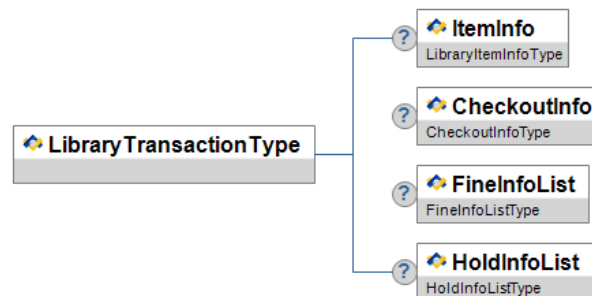 ?
ItemInfo
LibraryItemInfoType
?
CheckoutInfo
CheckoutInfoType
LibraryTransactionType
?
FineInfoList
FineInfoListType
?
HoldInfoList
HoldInfoListType